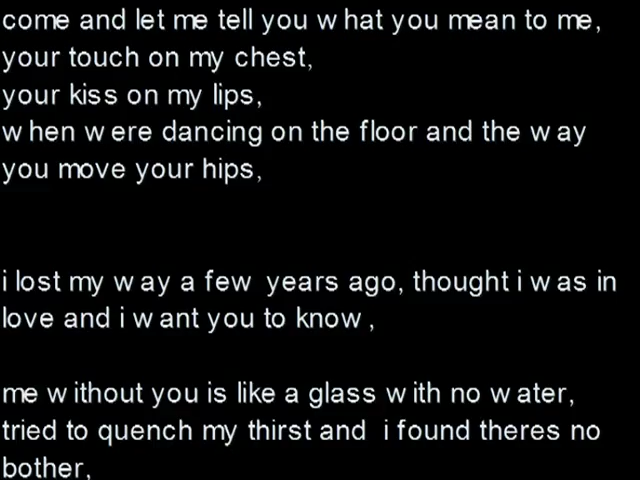 come and let me tell you what you mean to me,
your touch on my chest,
your kiss on my lips,
when were dancing on the floor and the way
you move your hips,
i lost my way a few years ago, thought i was in
love and i want you to know,
me without you is like a glass with no water,
tried to quench my thirst and i found theres no
bother,